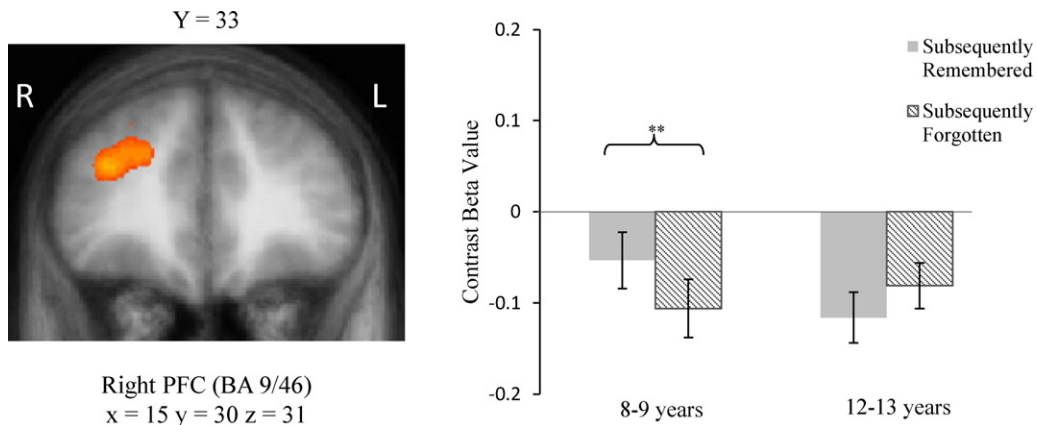 Y = 33
R
L
Right PFC (BA 9/46)
x = 15 y = 30 z = 31
Contrast Beta Value
0.2
0.1
0
-0.1
-0.2
**
Subsequently
Remembered
Subsequently
Forgotten
8-9 years
12-13 years